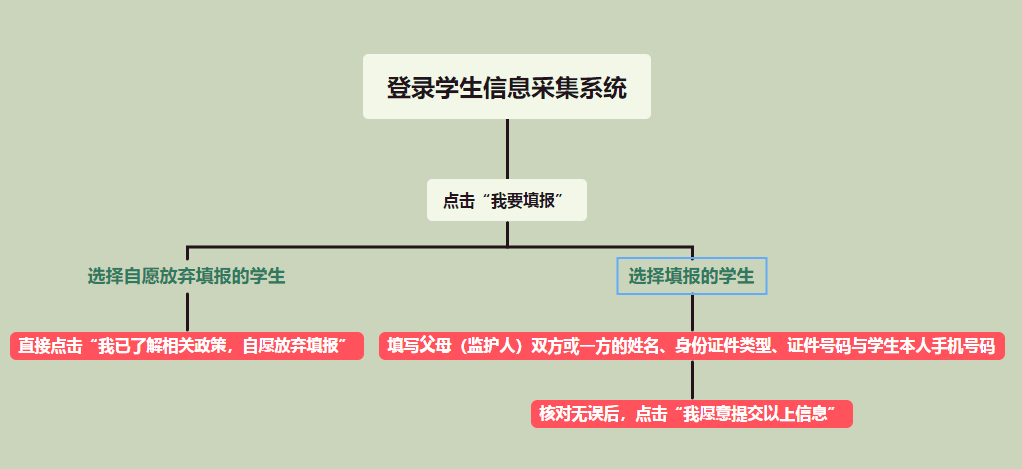 登录学生信息采集系统
点击“我要填报”
选择自愿放弃填报的学生
选择填报的学生
直接点击“我已了解相关政策，自愿放弃填报”
填写父母（监护人）双方或一方的姓名、身份证件类型、证件号码与学生本人手机号码
核对无误后，点击“我愿意提交以上信息”